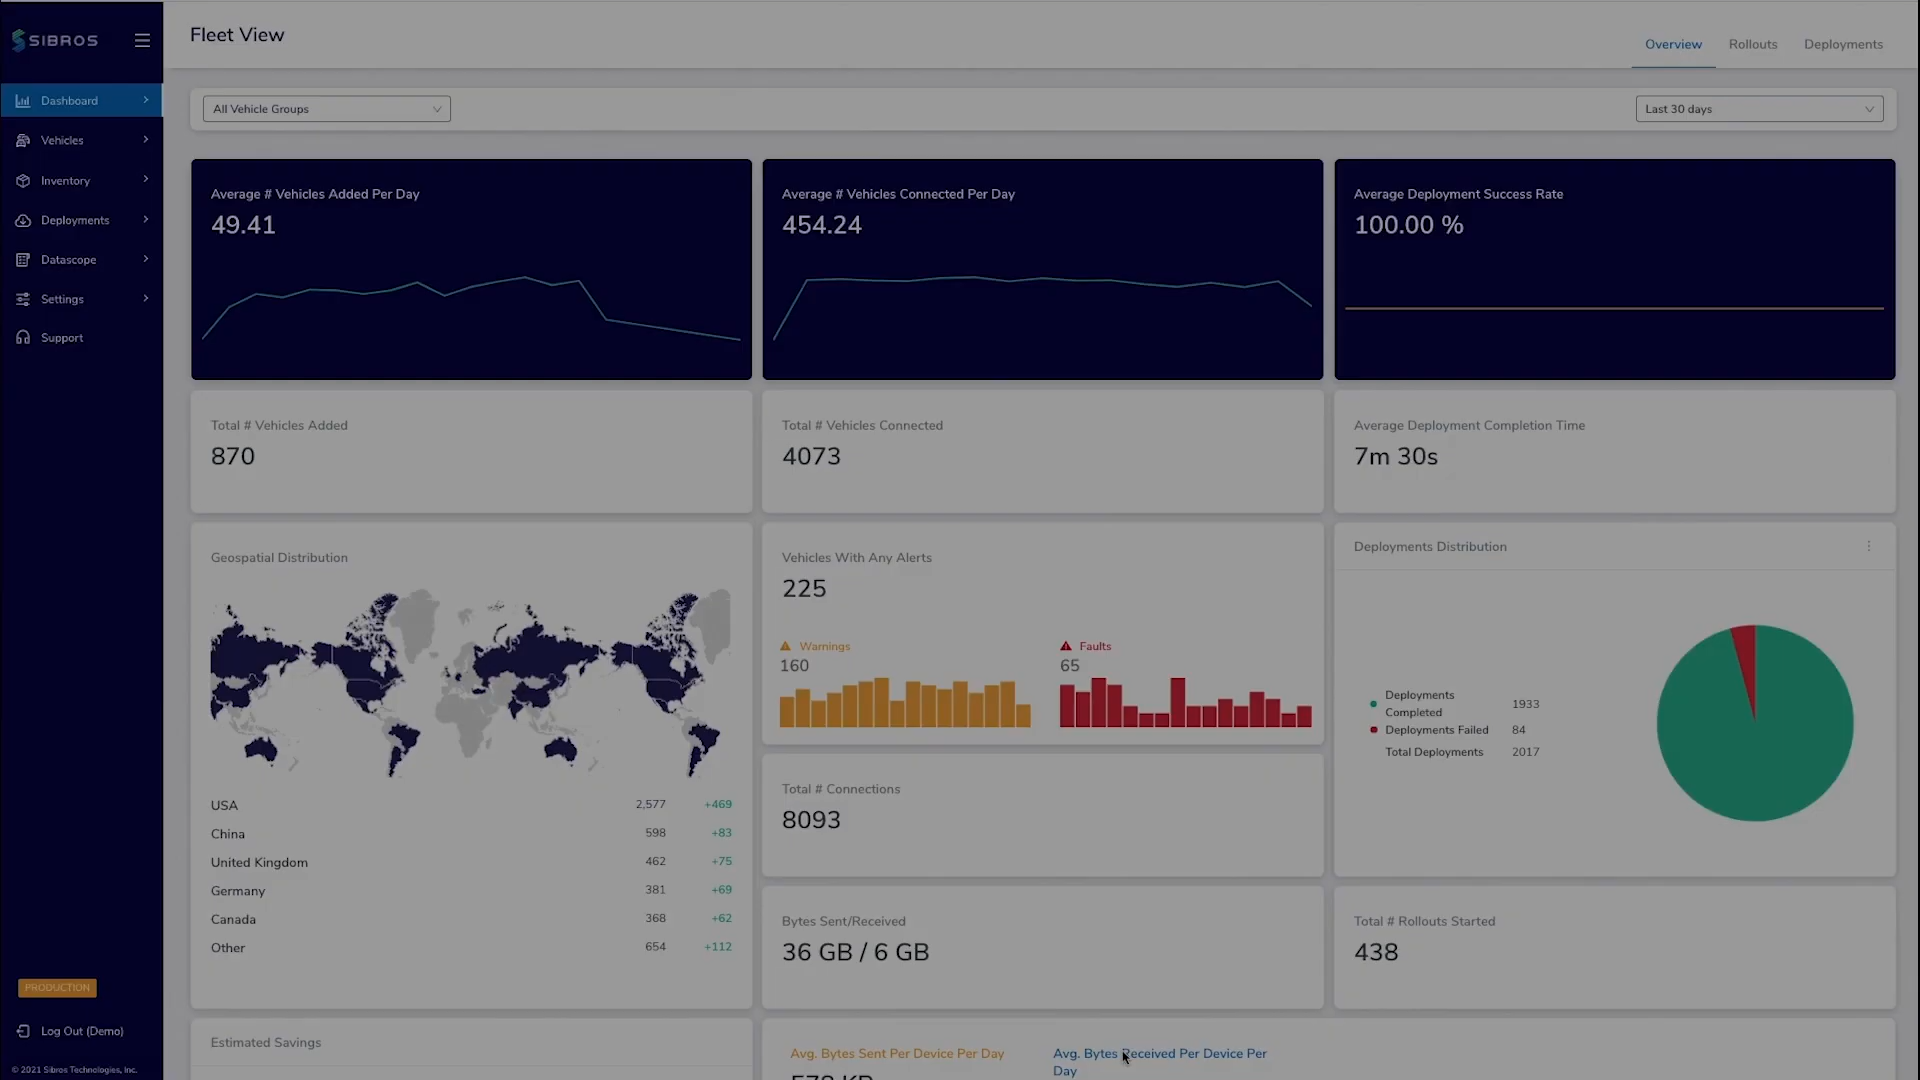 SIBROS
Fleet View
Overview
Rollouts
Deployments
Dashboard
Vehicles
Inventory
Deployments
Datascope
Settings
Support
All Vehicle Groups
Last 30 days
Average # Vehicles Added Per Day
49.41
Average # Vehicles Connected Per Day
454.24
Average Deployment Success Rate
100.00 %
Total # Vehicles Added
870
Total # Vehicles Connected
4073
Average Deployment Completion Time
7m 30s
Geospatial Distribution
USA 2,577 +469
China 598 +83
United Kingdom 462 +75
Germany 381 +69
Canada 368 +62
Other 654 +112
Vehicles With Any Alerts
225
Warnings
160
Faults
65
Total # Connections
8093
Bytes Sent/Received
36 GB / 6 GB
Deployments Distribution
Deployments
Completed 1933
Deployments Failed 84
Total Deployments 2017
Total # Rollouts Started
438
Estimated Savings
Avg. Bytes Sent Per Device Per Day
Avg. Bytes Received Per Device Per
Day
PRODUCTION
Log Out (Demo)
© 2021 Sibros Technologies, Inc.